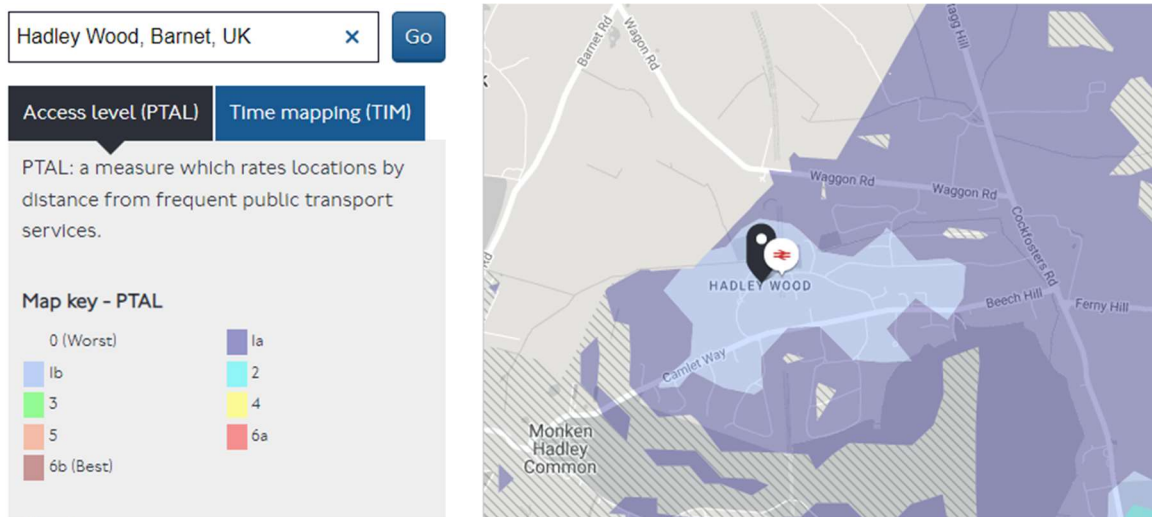 Hadley Wood, Barnet, UK
×
Go
Access level (PTAL)
Time mapping (TIM)
PTAL: a measure which rates locations by
distance from frequent public transport
services.
Map key - PTAL
0 (Worst)
1a
1b
2
3
4
5
6a
6b (Best)
Barnet Rd
Wagon Rd
Waggon Rd
Waggon Rd
Cockfosters Rd
HADLEY WOOD
Beech Hill
Ferny Hill
Camlet Way
Monken
Hadley
Common